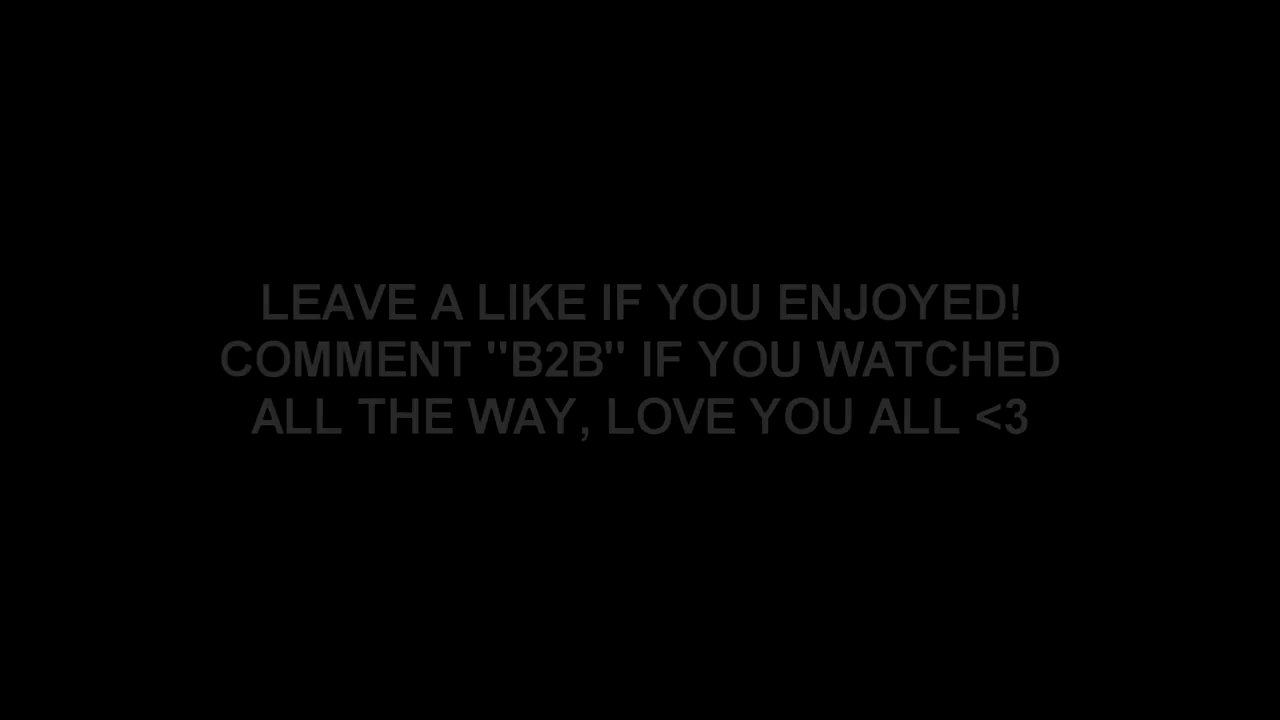 LEAVE A LIKE IF YOU ENJOYED!
COMMENT "B2B" IF YOU WATCHED
ALL THE WAY, LOVE YOU ALL <3